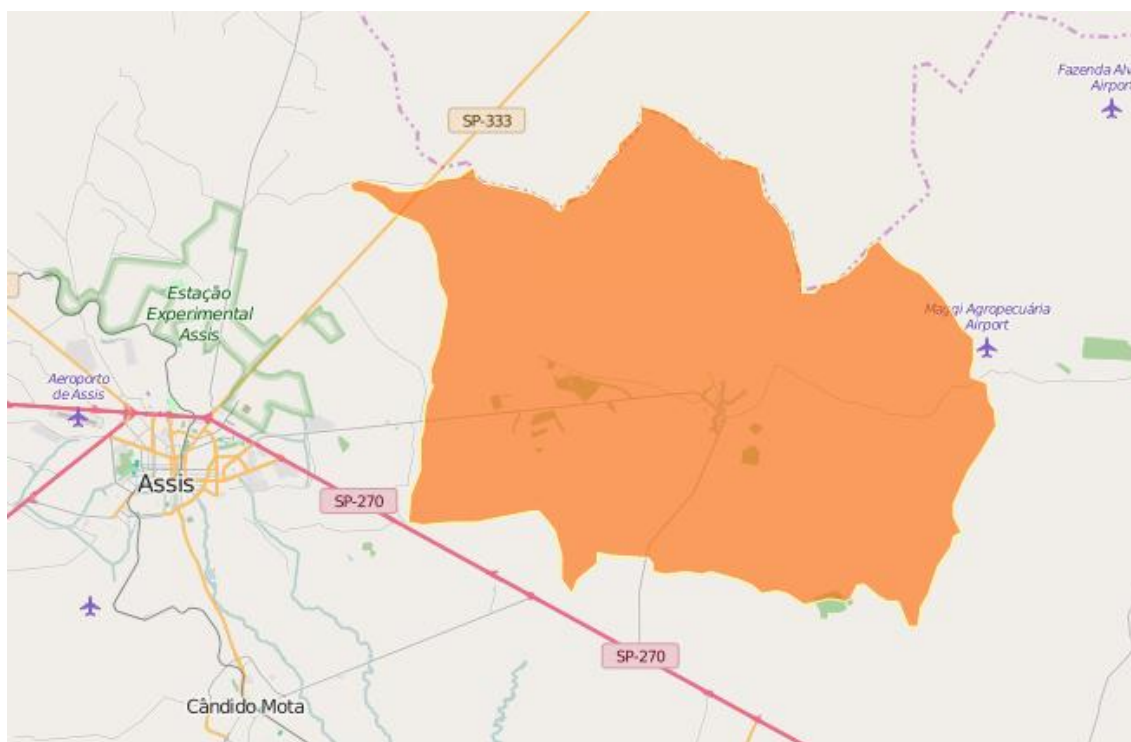 Fazenda Alv
Airport
SP-333
Estação
Experimental
Assis
Maggi Agropecuária
Airport
Aeroporto
de Assis
Assis
SP-270
SP-270
Cândido Mota